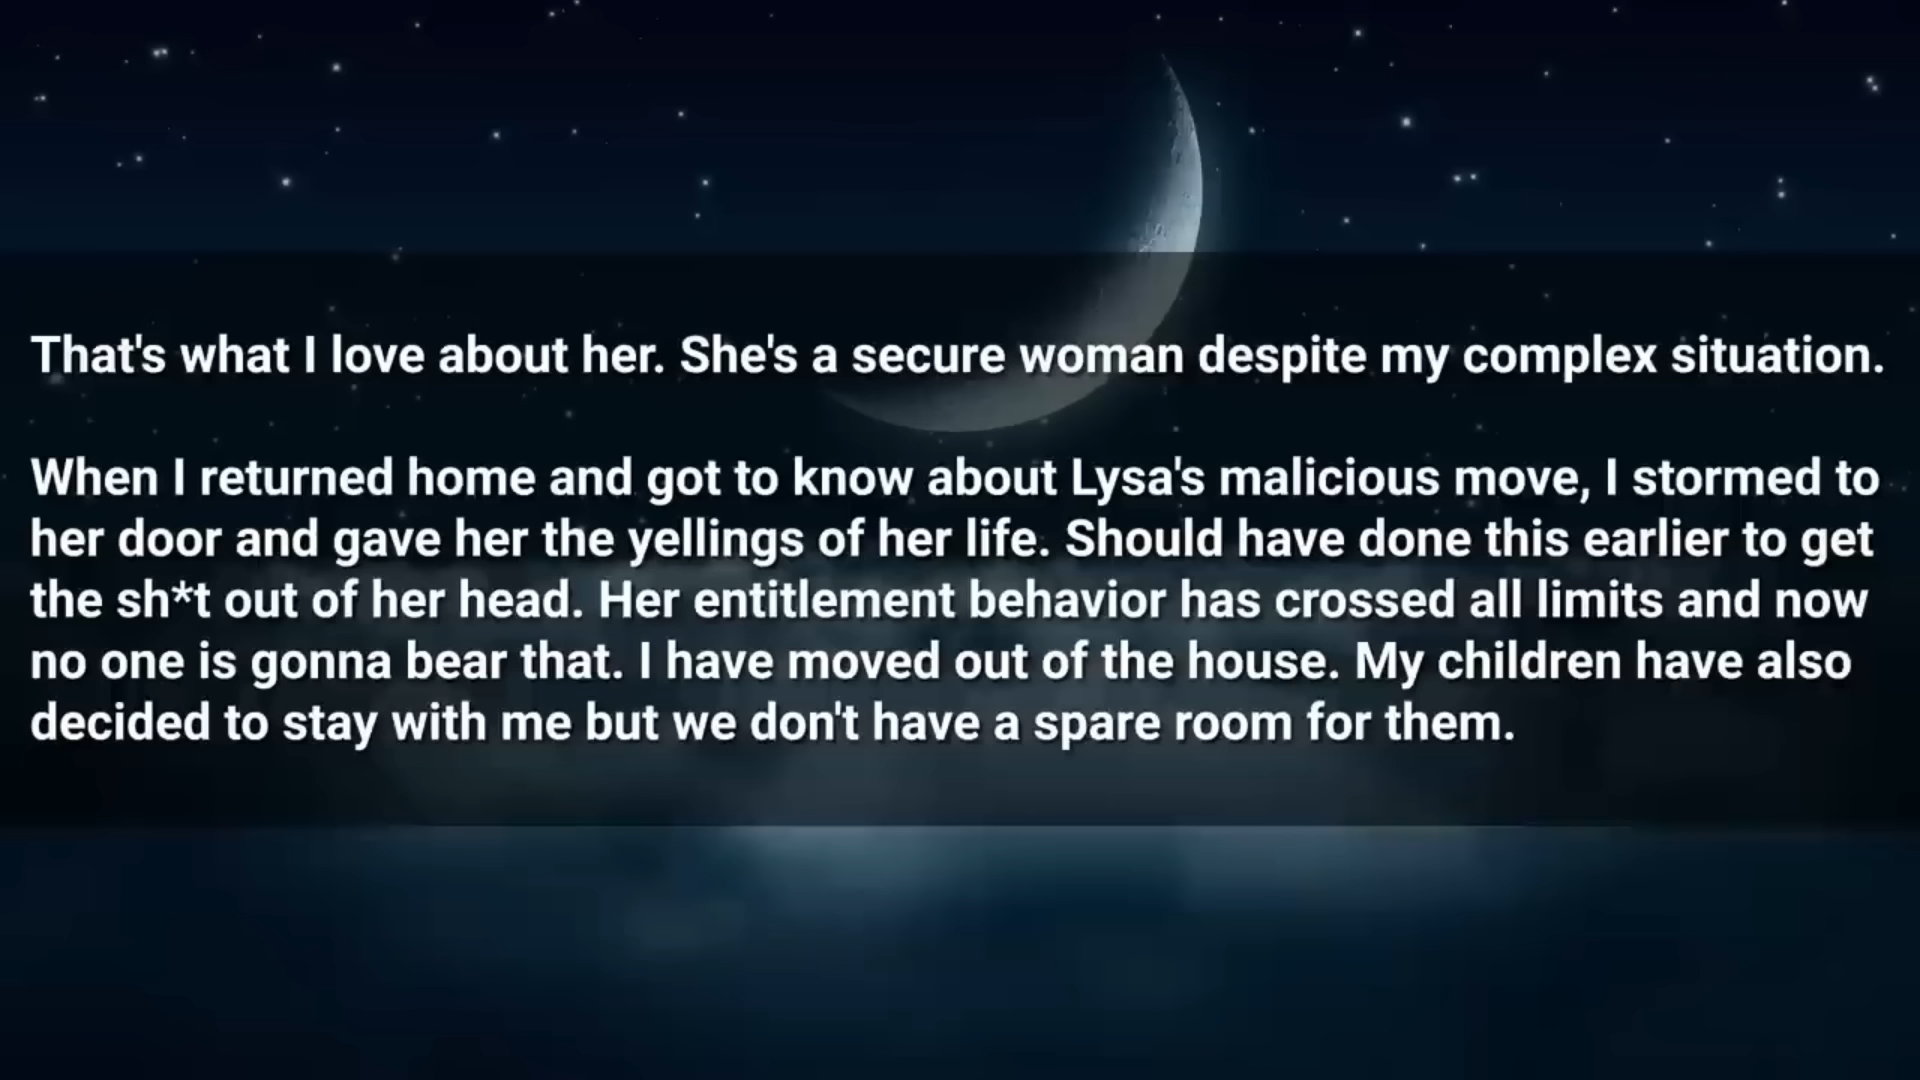 That's what I love about her. She's a secure woman despite my complex situation.
When I returned home and got to know about Lysa's malicious move, I stormed to
her door and gave her the yellings of her life. Should have done this earlier to get
the sh*t out of her head. Her entitlement behavior has crossed all limits and now
no one is gonna bear that. I have moved out of the house. My children have also
decided to stay with me but we don't have a spare room for them.